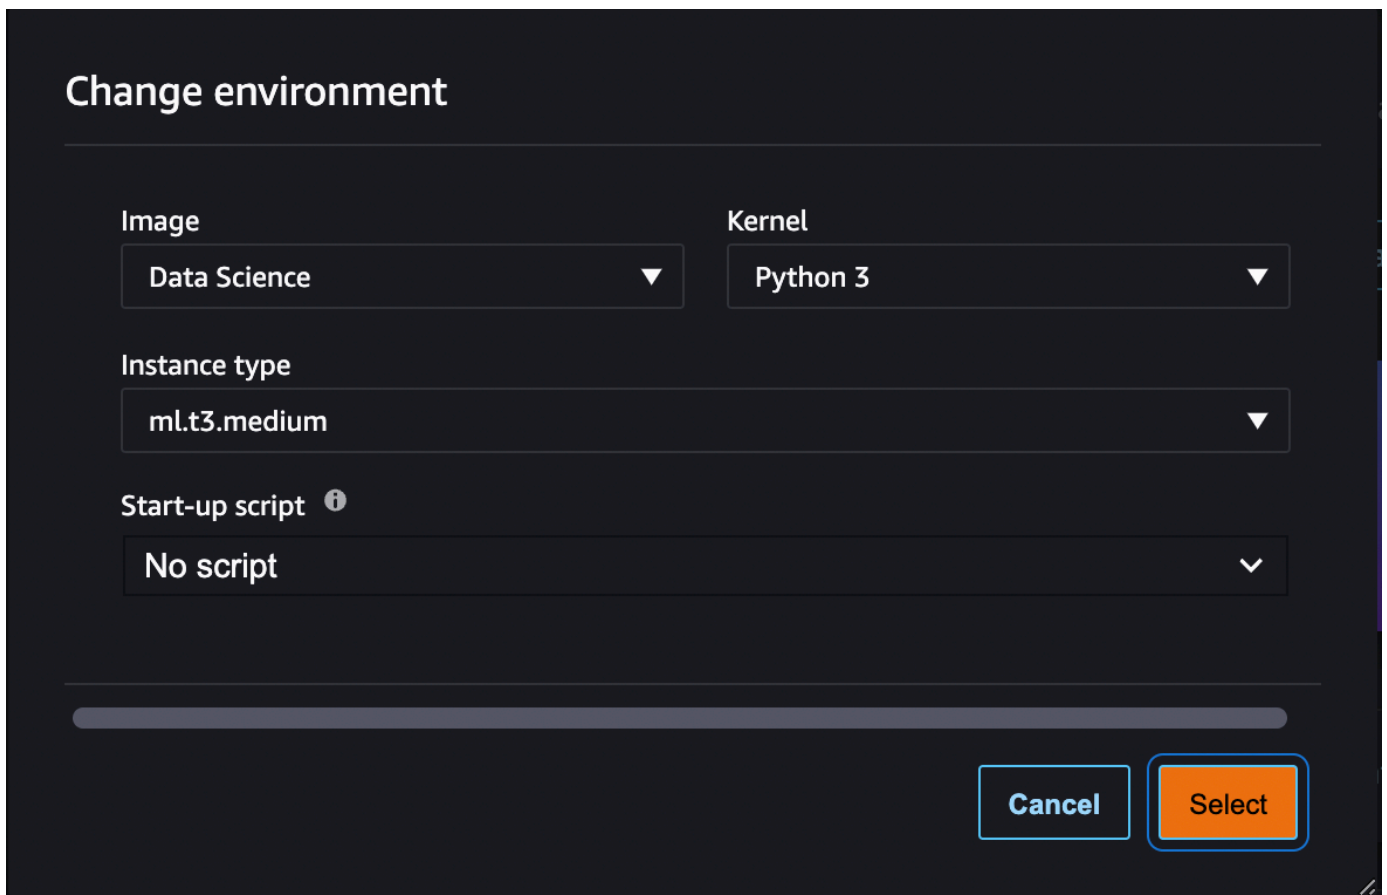 Change environment
Image
Kernel
Data Science
Python 3
Instance type
ml.t3.medium
Start-up script
No script
Cancel
Select